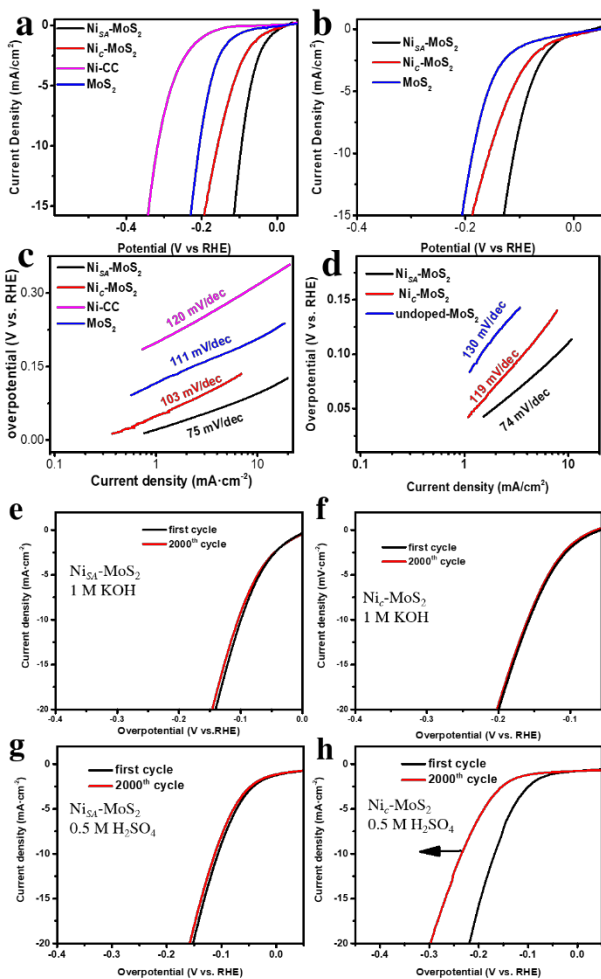 a
Ni_SA-MoS2
Ni_C-MoS2
Ni-CC
MoS2
Current Density (mA/cm²)
0
-5
-10
-15
-0.6
-0.4
-0.2
0.0
Potential (V vs RHE)
b
Ni_SA-MoS2
Ni_C-MoS2
MoS2
Current Density (mA/cm²)
0
-5
-10
-15
-0.4
-0.3
-0.2
-0.1
0.0
Potential (V vs RHE)
c
Ni_SA-MoS2
Ni_C-MoS2
Ni-CC
MoS2
120 mV/dec
111 mV/dec
103 mV/dec
75 mV/dec
overpotential (V vs. RHE)
0.30
0.15
0.00
0.1
1
10
Current density (mA·cm⁻²)
d
Ni_SA-MoS2
Ni_C-MoS2
undoped-MoS2
130 mV/dec
119 mV/dec
74 mV/dec
Overpotential (V vs. RHE)
0.15
0.10
0.05
0.1
1
10
Current density (mA/cm²)
e
first cycle
2000th cycle
Ni_SA-MoS2
1 M KOH
Current density (mA·cm⁻²)
0
-5
-10
-15
-20
-0.4
-0.3
-0.2
-0.1
0.0
Overpotential (V vs.RHE)
f
first cycle
2000th cycle
Ni_c-MoS2
1 M KOH
Current density (mV·cm⁻²)
0
-5
-10
-15
-20
-0.4
-0.3
-0.2
-0.1
Overpotential (V vs. RHE)
g
first cycle
2000th cycle
Ni_SA-MoS2
0.5 M H2SO4
Current density (mA·cm⁻²)
0
-5
-10
-15
-20
-0.4
-0.3
-0.2
-0.1
0.0
Overpotential (V vs.RHE)
h
first cycle
2000th cycle
Ni_c-MoS2
0.5 M H2SO4
Current density (mA·cm⁻²)
0
-5
-10
-15
-20
-0.4
-0.3
-0.2
-0.1
0.0
Overpotential (V vs. RHE)